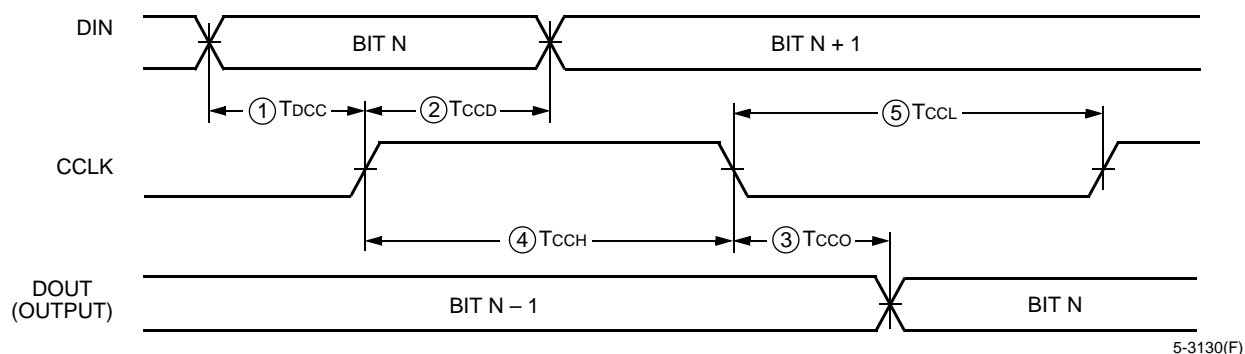 DIN
BIT N
BIT N + 1
① TDCC
② TCCD
⑤ TCCL
CCLK
④ TCCH
③ TCCO
DOUT
(OUTPUT)
BIT N – 1
BIT N
5-3130(F)